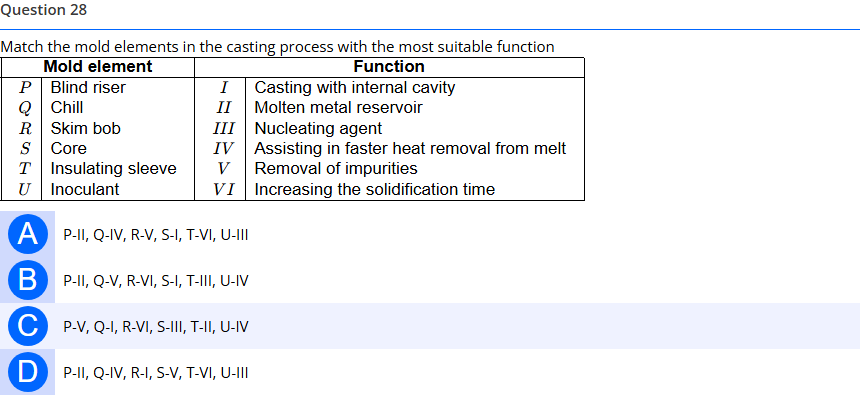 Question 28
Match the mold elements in the casting process with the most suitable function
Mold element Function
P Blind riser I Casting with internal cavity
Q Chill II Molten metal reservoir
R Skim bob III Nucleating agent
S Core IV Assisting in faster heat removal from melt
T Insulating sleeve V Removal of impurities
U Inoculant VI Increasing the solidification time
A P-II, Q-IV, R-V, S-I, T-VI, U-III
B P-II, Q-V, R-VI, S-I, T-III, U-IV
C P-V, Q-I, R-VI, S-III, T-II, U-IV
D P-II, Q-IV, R-I, S-V, T-VI, U-III